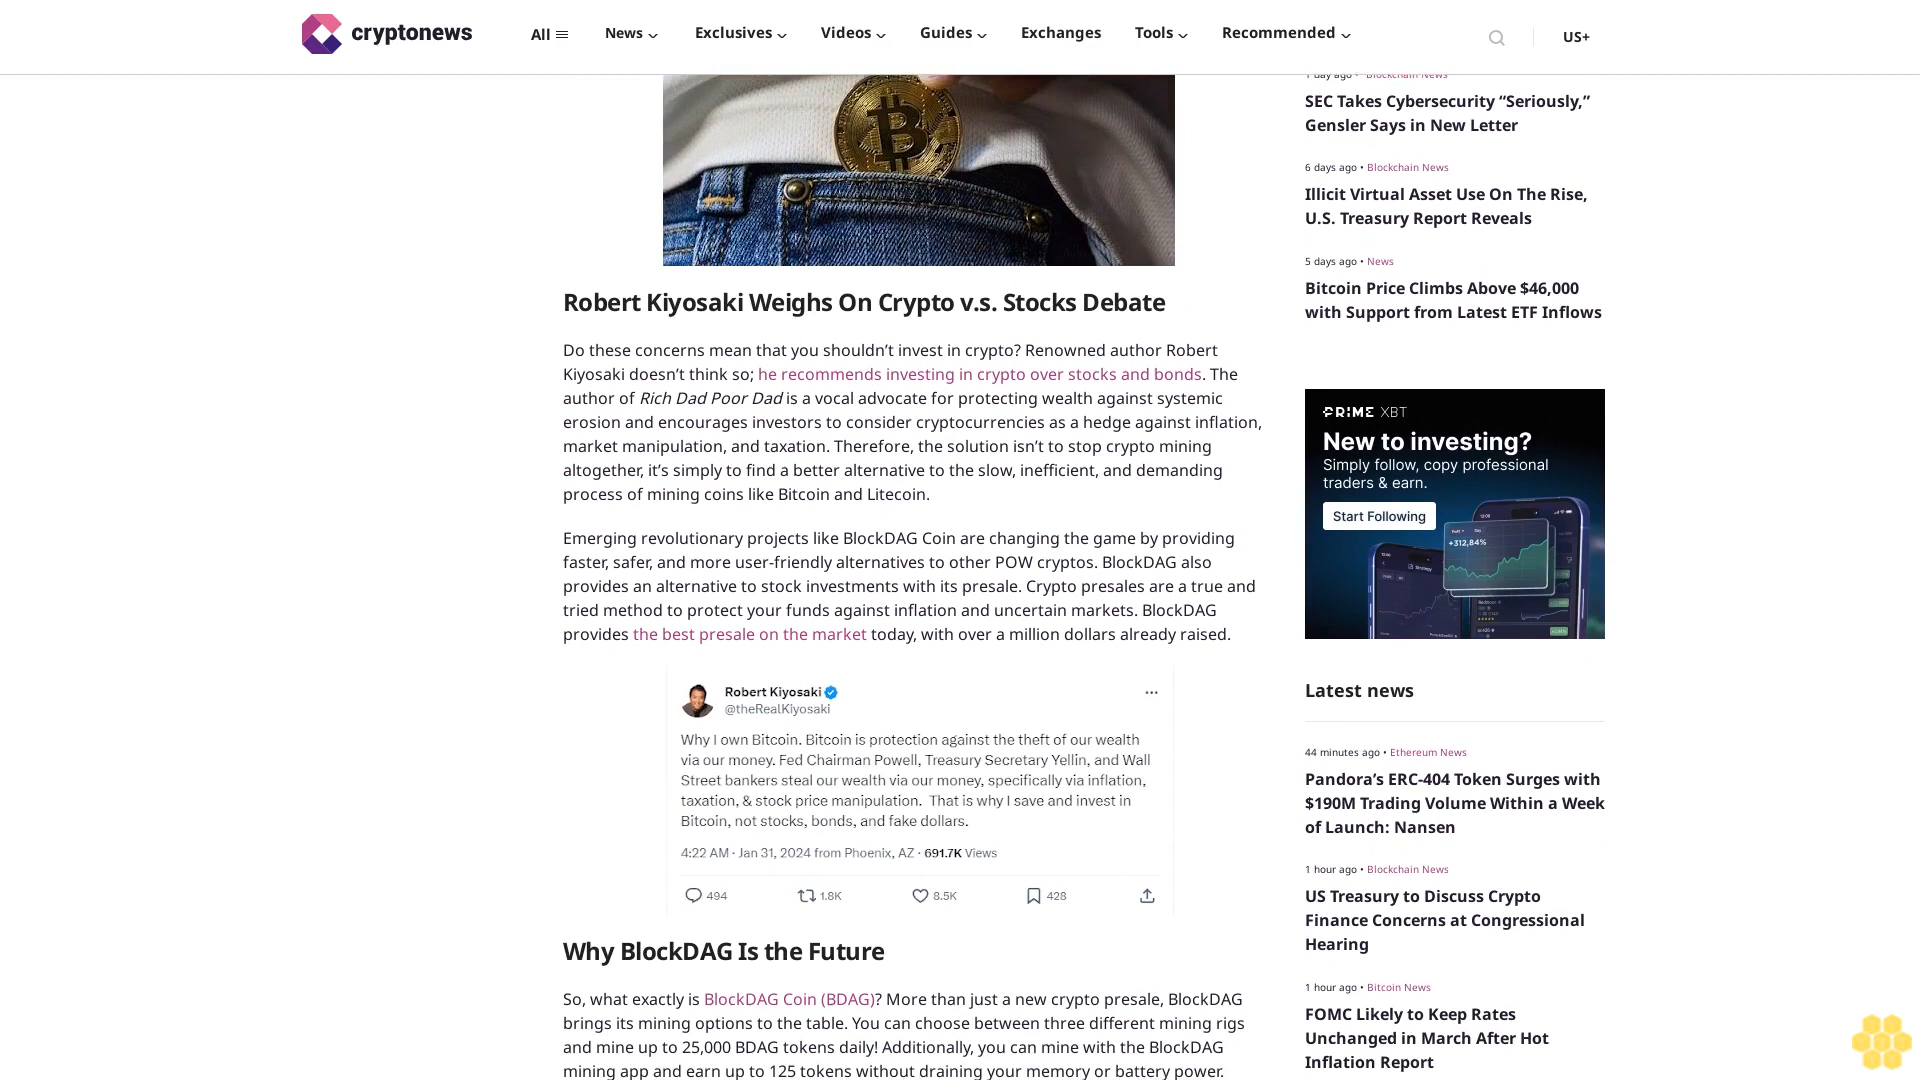 cryptonews
All
News
Exclusives
Videos
Guides
Exchanges
Tools
Recommended
US+
Robert Kiyosaki Weighs On Crypto v.s. Stocks Debate
Do these concerns mean that you shouldn’t invest in crypto? Renowned author Robert
Kiyosaki doesn’t think so; he recommends investing in crypto over stocks and bonds. The
author of Rich Dad Poor Dad is a vocal advocate for protecting wealth against systemic
erosion and encourages investors to consider cryptocurrencies as a hedge against inflation,
market manipulation, and taxation. Therefore, the solution isn’t to stop crypto mining
altogether, it’s simply to find a better alternative to the slow, inefficient, and demanding
process of mining coins like Bitcoin and Litecoin.
Emerging revolutionary projects like BlockDAG Coin are changing the game by providing
faster, safer, and more user-friendly alternatives to other POW cryptos. BlockDAG also
provides an alternative to stock investments with its presale. Crypto presales are a true and
tried method to protect your funds against inflation and uncertain markets. BlockDAG
provides the best presale on the market today, with over a million dollars already raised.
Robert Kiyosaki
@theRealKiyosaki
Why I own Bitcoin. Bitcoin is protection against the theft of our wealth
via our money. Fed Chairman Powell, Treasury Secretary Yellin, and Wall
Street bankers steal our wealth via our money, specifically via inflation,
taxation, & stock price manipulation. That is why I save and invest in
Bitcoin, not stocks, bonds, and fake dollars.
4:22 AM · Jan 31, 2024 from Phoenix, AZ · 691.7K Views
494 1.8K 8.5K 428
Why BlockDAG Is the Future
So, what exactly is BlockDAG Coin (BDAG)? More than just a new crypto presale, BlockDAG
brings its mining options to the table. You can choose between three different mining rigs
and mine up to 25,000 BDAG tokens daily! Additionally, you can mine with the BlockDAG
mining app and earn up to 125 tokens without draining your memory or battery power.
1 day ago • Blockchain News
SEC Takes Cybersecurity “Seriously,”
Gensler Says in New Letter
6 days ago • Blockchain News
Illicit Virtual Asset Use On The Rise,
U.S. Treasury Report Reveals
5 days ago • News
Bitcoin Price Climbs Above $46,000
with Support from Latest ETF Inflows
PRIME XBT
New to investing?
Simply follow, copy professional
traders & earn.
Start Following
+312,84%
Strategy
Latest news
44 minutes ago • Ethereum News
Pandora’s ERC-404 Token Surges with
$190M Trading Volume Within a Week
of Launch: Nansen
1 hour ago • Blockchain News
US Treasury to Discuss Crypto
Finance Concerns at Congressional
Hearing
1 hour ago • Bitcoin News
FOMC Likely to Keep Rates
Unchanged in March After Hot
Inflation Report